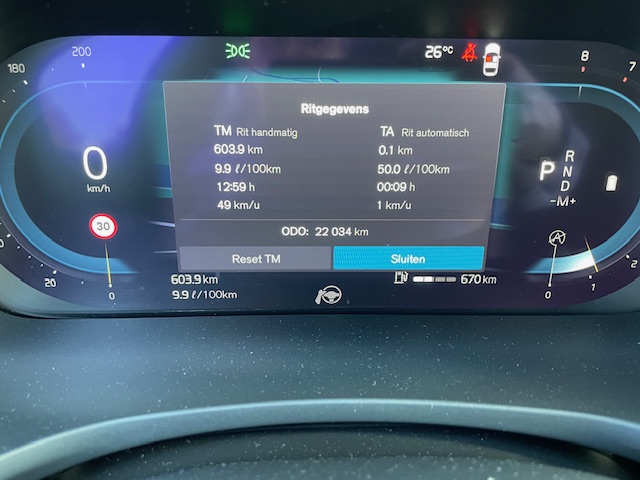 200
26°C
180
8
7
Ritgegevens
TM Rit handmatig
TA Rit automatisch
603.9 km
0.1 km
9.9 ℓ/100km
50.0 ℓ/100km
12:59 h
00:09 h
49 km/u
1 km/u
ODO: 22 034 km
Reset TM
Sluiten
0
km/h
30
P
R
N
D
-M+
A
0
20
0
603.9 km
9.9 ℓ/100km
670 km
0
1
2